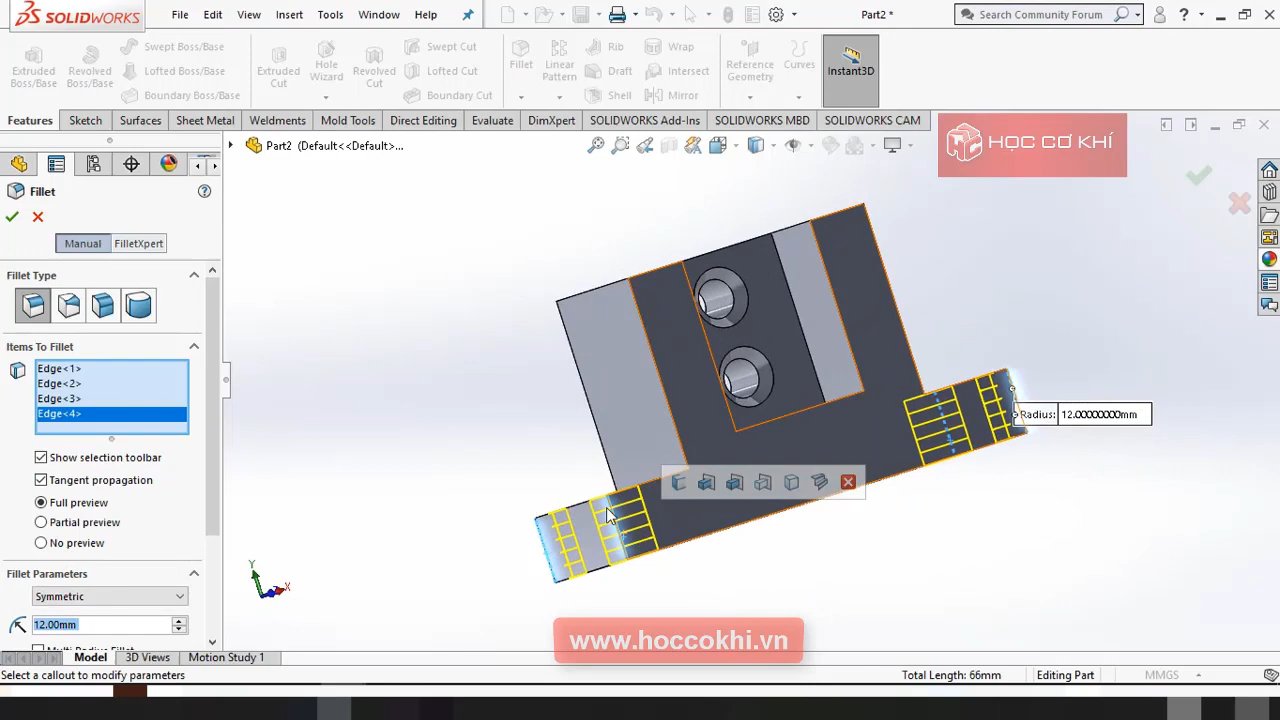 SOLIDWORKS
File
Edit
View
Insert
Tools
Window
Help
Part2 *
Search Community Forum
?
Extruded Boss/Base
Revolved Boss/Base
Swept Boss/Base
Lofted Boss/Base
Boundary Boss/Base
Extruded Cut
Hole Wizard
Revolved Cut
Swept Cut
Lofted Cut
Boundary Cut
Fillet
Linear Pattern
Rib
Draft
Shell
Wrap
Intersect
Mirror
Reference Geometry
Curves
Instant3D
Features
Sketch
Surfaces
Sheet Metal
Weldments
Mold Tools
Direct Editing
Evaluate
DimXpert
SOLIDWORKS Add-Ins
SOLIDWORKS MBD
SOLIDWORKS CAM
Part2 (Default<<Default>...
HỌC CƠ KHÍ
Fillet
?
Manual
FilletXpert
Fillet Type
Items To Fillet
Edge<1>
Edge<2>
Edge<3>
Edge<4>
Show selection toolbar
Tangent propagation
Full preview
Partial preview
No preview
Fillet Parameters
Symmetric
12.00mm
Radius: 12.00000000mm
Y
X
www.hoccokhi.vn
Model
3D Views
Motion Study 1
Select a callout to modify parameters
Total Length: 66mm
Editing Part
MMGS